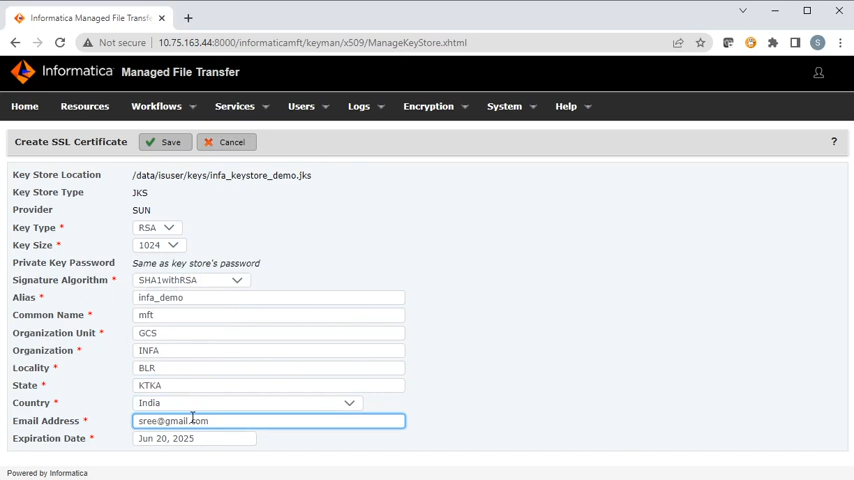 Informatica Managed File Transfe
Not secure 10.75.163.44:8000/informaticamft/keyman/x509/ManageKeyStore.xhtml
S
Informatica Managed File Transfer
Home Resources Workflows Services Users Logs Encryption System Help
Create SSL Certificate Save Cancel ?
Key Store Location /data/isuser/keys/infa_keystore_demo.jks
Key Store Type JKS
Provider SUN
Key Type * RSA
Key Size * 1024
Private Key Password Same as key store's password
Signature Algorithm * SHA1withRSA
Alias * infa_demo
Common Name * mft
Organization Unit * GCS
Organization * INFA
Locality * BLR
State * KTKA
Country * India
Email Address * sree@gmail.com
Expiration Date * Jun 20, 2025
Powered by Informatica